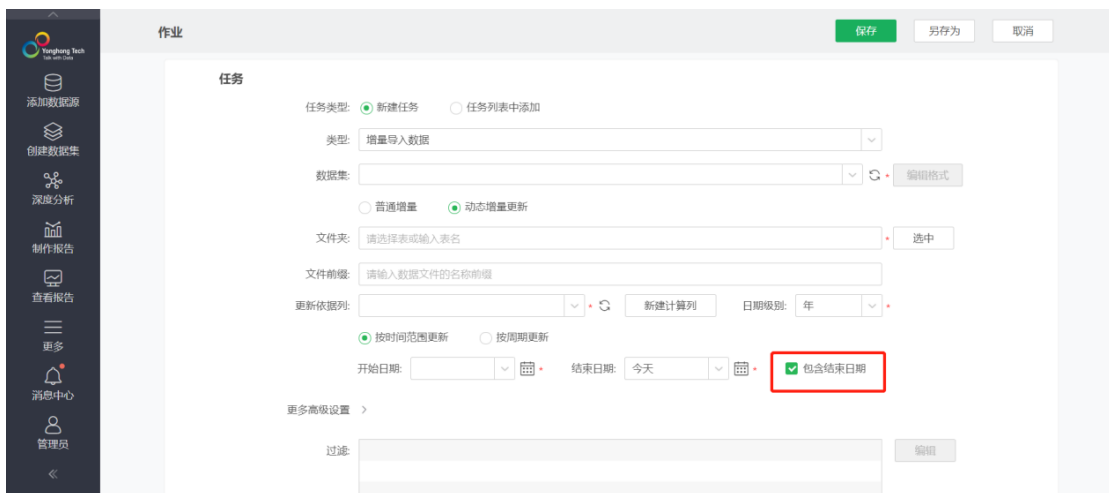 Yonghong Tech
Talk with Data
添加数据源
创建数据集
深度分析
制作报告
查看报告
更多
消息中心
管理员
作业
保存 另存为 取消
任务
任务类型: 新建任务 任务列表中添加
类型: 增量导入数据
数据集: * 编辑格式
普通增量 动态增量更新
文件夹: 请选择表或输入表名 * 选中
文件前缀: 请输入数据文件的名称前缀
更新依据列: * 新建计算列 日期级别: 年 *
按时间范围更新 按周期更新
开始日期: * 结束日期: 今天 * 包含结束日期
更多高级设置 >
过滤: 编辑